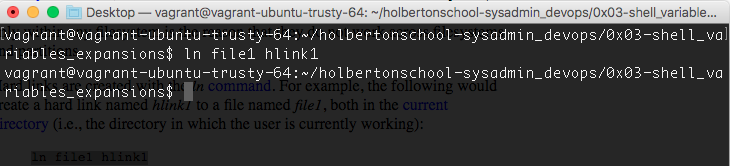 Desktop — vagrant@vagrant-ubuntu-trusty-64: ~/holbertonschool-sysadmin_devops/0x03-shell_variable...
[vagrant@vagrant-ubuntu-trusty-64:~/holbertonschool-sysadmin_devops/0x03-shell_va]
riables_expansions$ ln file1 hlink1
vagrant@vagrant-ubuntu-trusty-64:~/holbertonschool-sysadmin_devops/0x03-shell_va
riables_expansions$
command. For example, the following would
reate a hard link named hlink1 to a file named file1, both in the current
irectory (i.e., the directory in which the user is currently working):
ln file1 hlink1